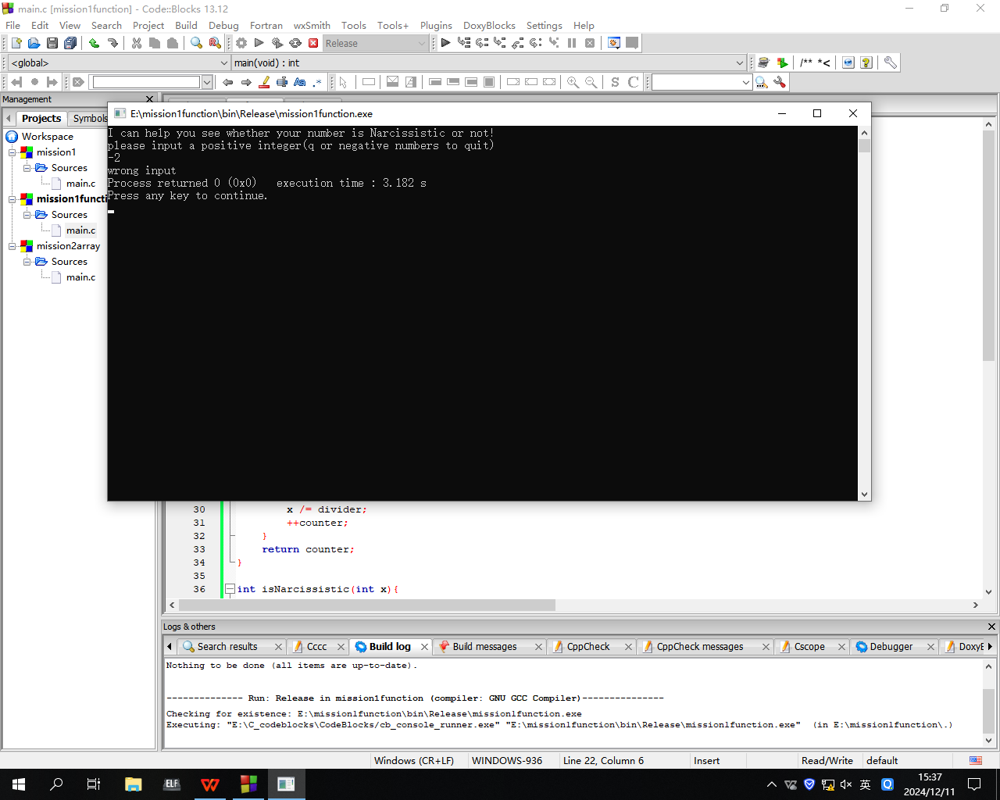 main.c [mission1function] - Code::Blocks 13.12
File Edit View Search Project Build Debug Fortran wxSmith Tools Tools+ Plugins DoxyBlocks Settings Help
Release
<global> main(void) : int
/** *<
Aa .*
S C
Management
Projects Symbols
Workspace
mission1
Sources
main.c
mission1functi
Sources
main.c
mission2array
Sources
main.c
E:\mission1function\bin\Release\mission1function.exe
I can help you see whether your number is Narcissistic or not!
please input a positive integer(q or negative numbers to quit)
-2
wrong input
Process returned 0 (0x0)   execution time : 3.182 s
Press any key to continue.
30 x /= divider;
31 ++counter;
32 }
33 return counter;
34 }
35
36 int isNarcissistic(int x){
Logs & others
Search results Cccc Build log Build messages CppCheck CppCheck messages Cscope Debugger DoxyB
Nothing to be done (all items are up-to-date).
-------------- Run: Release in mission1function (compiler: GNU GCC Compiler)---------------
Checking for existence: E:\mission1function\bin\Release\mission1function.exe
Executing: "E:\C_codeblocks\CodeBlocks/cb_console_runner.exe" "E:\mission1function\bin\Release\mission1function.exe"  (in E:\mission1function\.)
Windows (CR+LF) WINDOWS-936 Line 22, Column 6 Insert Read/Write default
ELF
英
15:37
2024/12/11